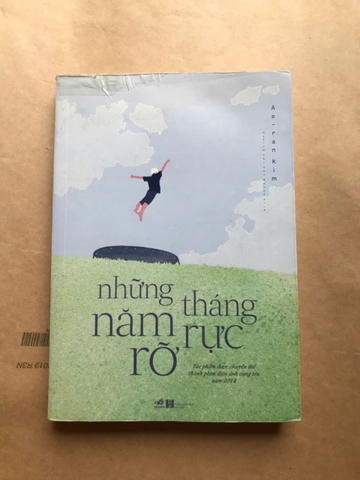 Ae-ran Kim
những
tháng
năm
rực
rỡ
Tác phẩm được chuyển thể
thành phim điện ảnh cùng tên
năm 2014